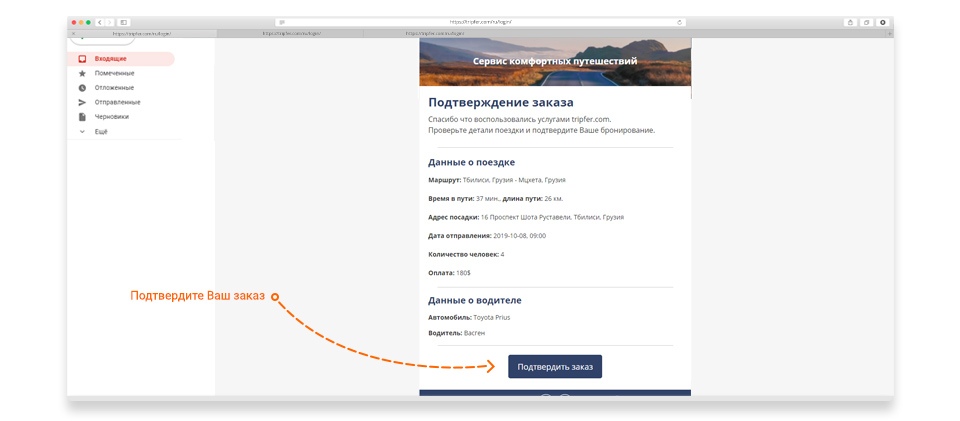 https://tripfer.com/ru/login/
https://tripfer.com/ru/login/
https://tripfer.com/ru/login/
https://tripfer.com/ru/login/
Входящие
Помеченные
Отложенные
Отправленные
Черновики
Ещё
Сервис комфортных путешествий
Подтверждение заказа
Спасибо что воспользовались услугами tripfer.com.
Проверьте детали поездки и подтвердите Ваше бронирование.
Данные о поездке
Маршрут: Тбилиси, Грузия - Мцхета, Грузия
Время в пути: 37 мин., длина пути: 26 км.
Адрес посадки: 16 Проспект Шота Руставели, Тбилиси, Грузия
Дата отправления: 2019-10-08, 09:00
Количество человек: 4
Оплата: 180$
Подтвердите Ваш заказ
Данные о водителе
Автомобиль: Toyota Prius
Водитель: Васген
Подтвердить заказ